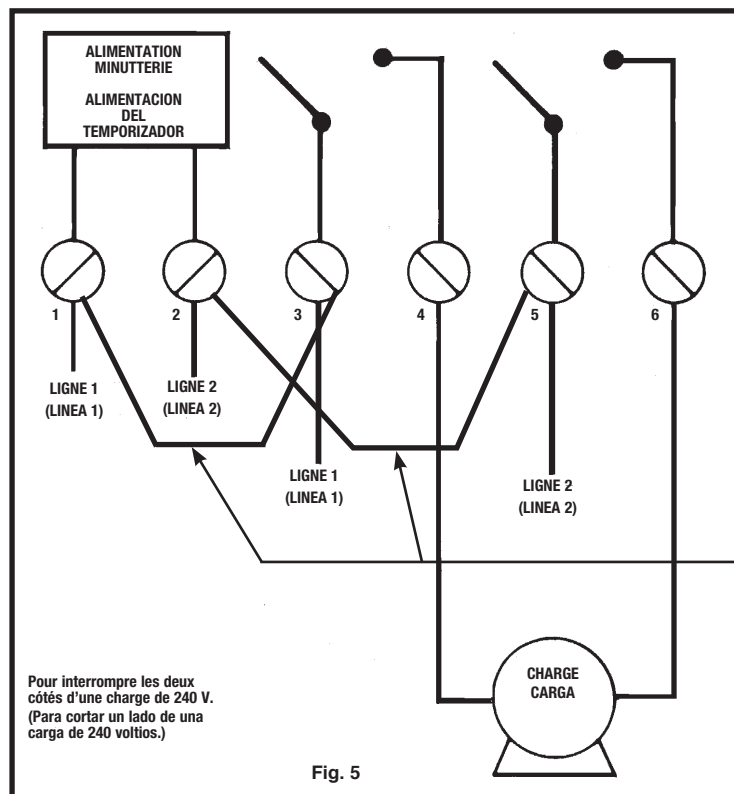 ALIMENTATION
MINUTTERIE
ALIMENTACION
DEL
TEMPORIZADOR
1
2
3
4
5
6
LIGNE 1
(LINEA 1)
LIGNE 2
(LINEA 2)
LIGNE 1
(LINEA 1)
LIGNE 2
(LINEA 2)
CHARGE
CARGA
Pour interrompre les deux
cótés d'une charge de 240 V.
(Para cortar un lado de una
carga de 240 voltios.)
Fig. 5